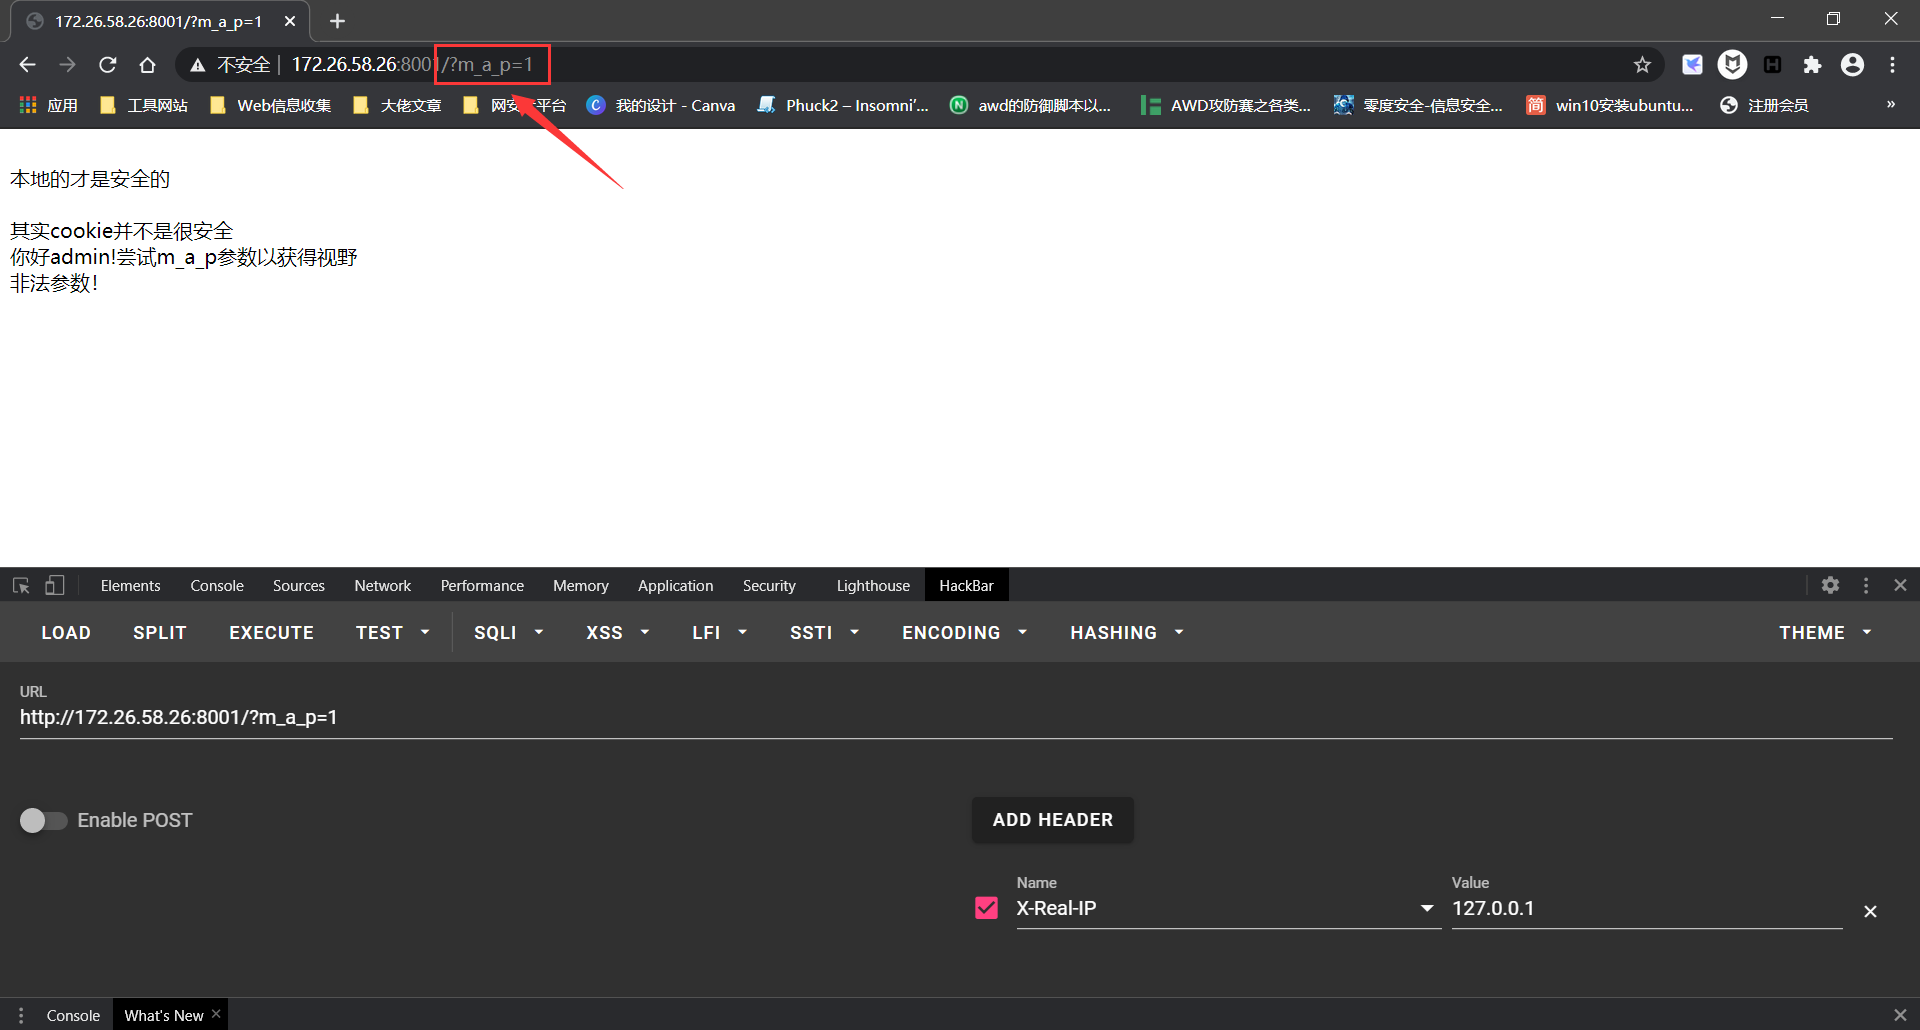 172.26.58.26:8001/?m_a_p=1
不安全 | 172.26.58.26:8001/?m_a_p=1
应用 工具网站 Web信息收集 大佬文章 网安 平台 我的设计 - Canva Phuck2 – Insomni'... awd的防御脚本以... AWD攻防赛之各类... 零度安全-信息安全... win10安装ubuntu... 注册会员 »
本地的才是安全的
其实cookie并不是很安全
你好admin!尝试m_a_p参数以获得视野
非法参数!
Elements Console Sources Network Performance Memory Application Security Lighthouse HackBar
LOAD SPLIT EXECUTE TEST SQLI XSS LFI SSTI ENCODING HASHING THEME
URL
http://172.26.58.26:8001/?m_a_p=1
Enable POST
ADD HEADER
Name Value
X-Real-IP 127.0.0.1
Console What's New